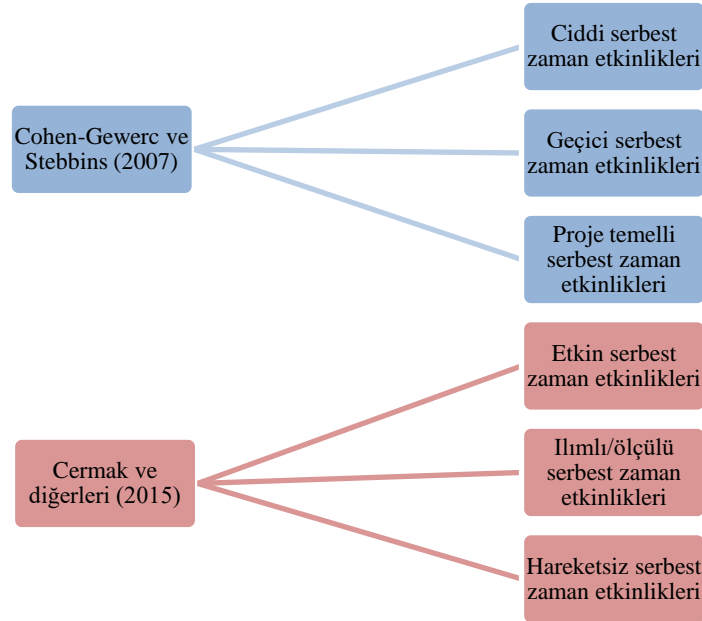 Cohen-Gewerc ve
Stebbins (2007)
Ciddi serbest
zaman etkinlikleri
Geçici serbest
zaman etkinlikleri
Proje temelli
serbest zaman
etkinlikleri
Cermak ve
diğerleri (2015)
Etkin serbest
zaman etkinlikleri
Ilımlı/ölçülü
serbest zaman
etkinlikleri
Hareketsiz serbest
zaman etkinlikleri